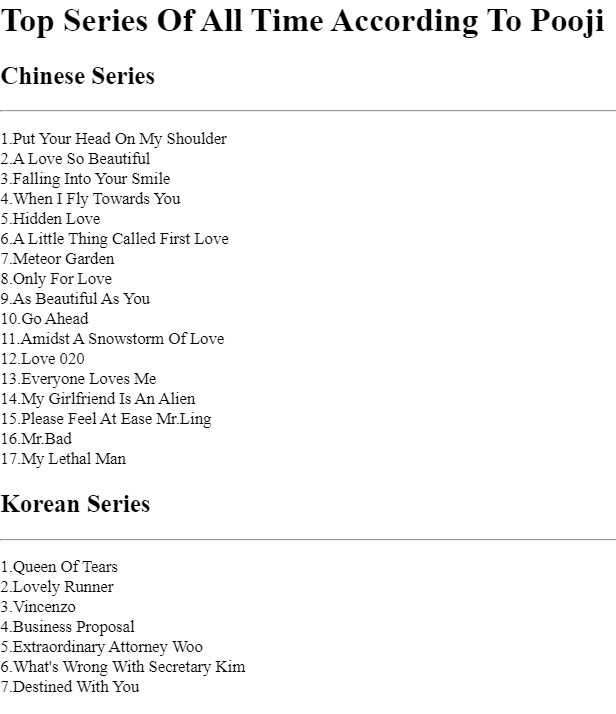 Top Series Of All Time According To Pooji
Chinese Series
1.Put Your Head On My Shoulder
2.A Love So Beautiful
3.Falling Into Your Smile
4.When I Fly Towards You
5.Hidden Love
6.A Little Thing Called First Love
7.Meteor Garden
8.Only For Love
9.As Beautiful As You
10.Go Ahead
11.Amidst A Snowstorm Of Love
12.Love 020
13.Everyone Loves Me
14.My Girlfriend Is An Alien
15.Please Feel At Ease Mr.Ling
16.Mr.Bad
17.My Lethal Man
Korean Series
1.Queen Of Tears
2.Lovely Runner
3.Vincenzo
4.Business Proposal
5.Extraordinary Attorney Woo
6.What's Wrong With Secretary Kim
7.Destined With You